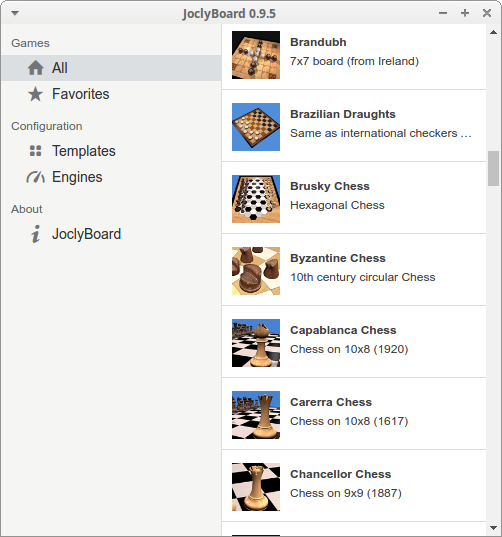 JoclyBoard 0.9.5
Games
All
Favorites
Configuration
Templates
Engines
About
JoclyBoard
Brandubh
7x7 board (from Ireland)
Brazilian Draughts
Same as international checkers …
Brusky Chess
Hexagonal Chess
Byzantine Chess
10th century circular Chess
Capablanca Chess
Chess on 10x8 (1920)
Carerra Chess
Chess on 10x8 (1617)
Chancellor Chess
Chess on 9x9 (1887)